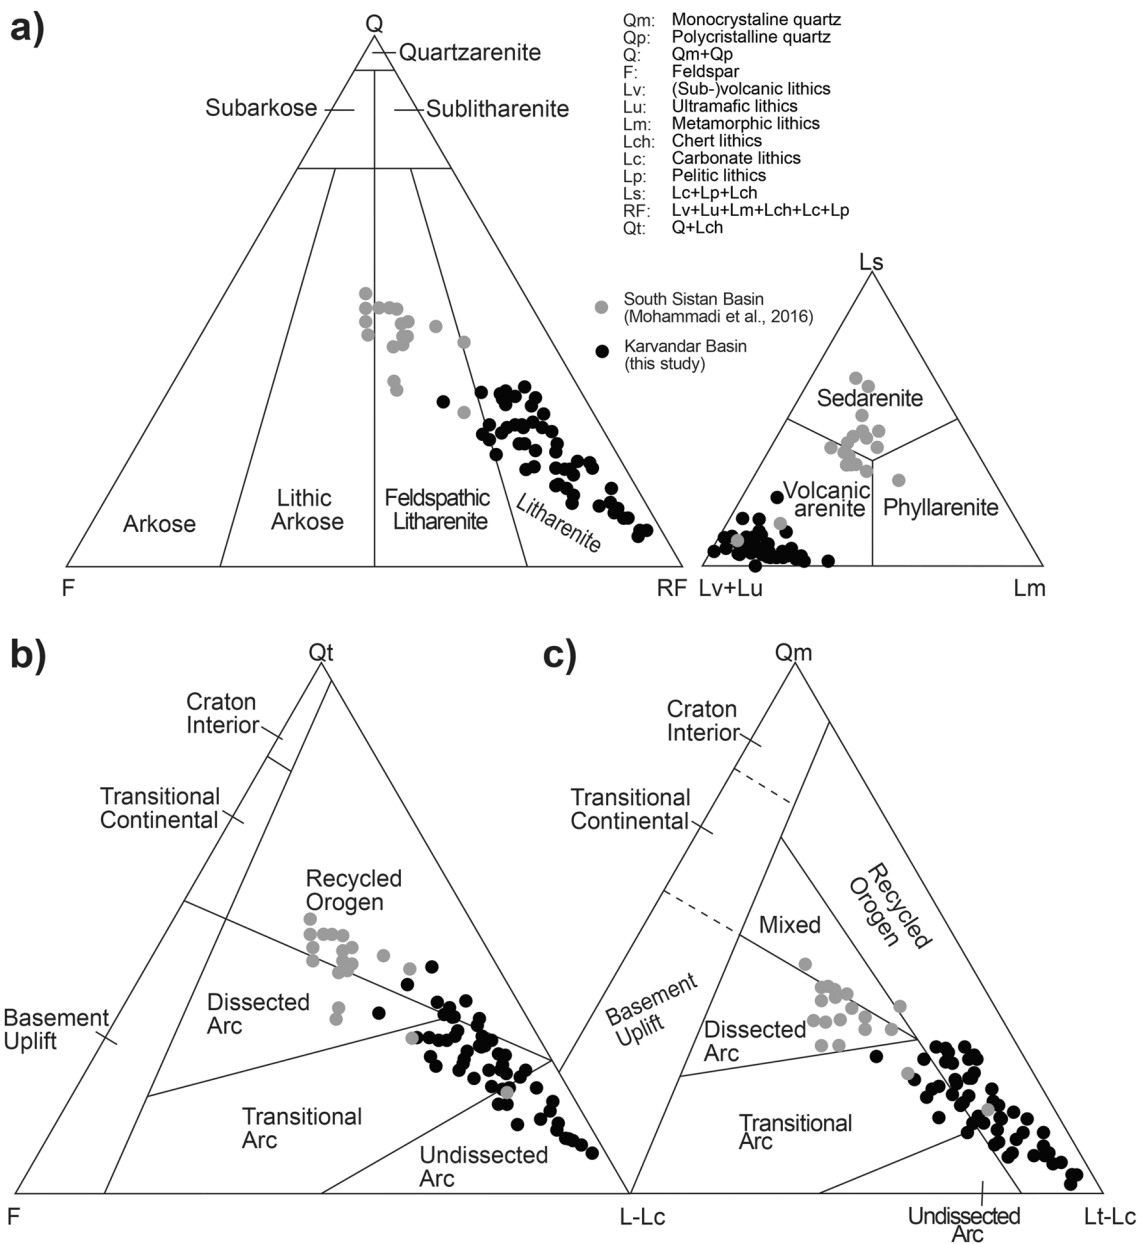 a)
Q
Quartzarenite
Subarkose
Sublitharenite
Arkose
Lithic
Arkose
Feldspathic
Litharenite
Litharenite
F
RF
Qm: Monocrystaline quartz
Qp: Polycristalline quartz
Q: Qm+Qp
F: Feldspar
Lv: (Sub-)volcanic lithics
Lu: Ultramafic lithics
Lm: Metamorphic lithics
Lch: Chert lithics
Lc: Carbonate lithics
Lp: Pelitic lithics
Ls: Lc+Lp+Lch
RF: Lv+Lu+Lm+Lch+Lc+Lp
Qt: Q+Lch
South Sistan Basin
(Mohammadi et al., 2016)
Karvandar Basin
(this study)
Ls
Sedarenite
Volcanic
arenite
Phyllarenite
Lv+Lu
Lm
b)
Qt
Craton
Interior
Transitional
Continental
Recycled
Orogen
Basement
Uplift
Dissected
Arc
Transitional
Arc
Undissected
Arc
F
L-Lc
c)
Qm
Craton
Interior
Transitional
Continental
Recycled
Orogen
Mixed
Basement
Uplift
Dissected
Arc
Transitional
Arc
Undissected
Arc
Lt-Lc